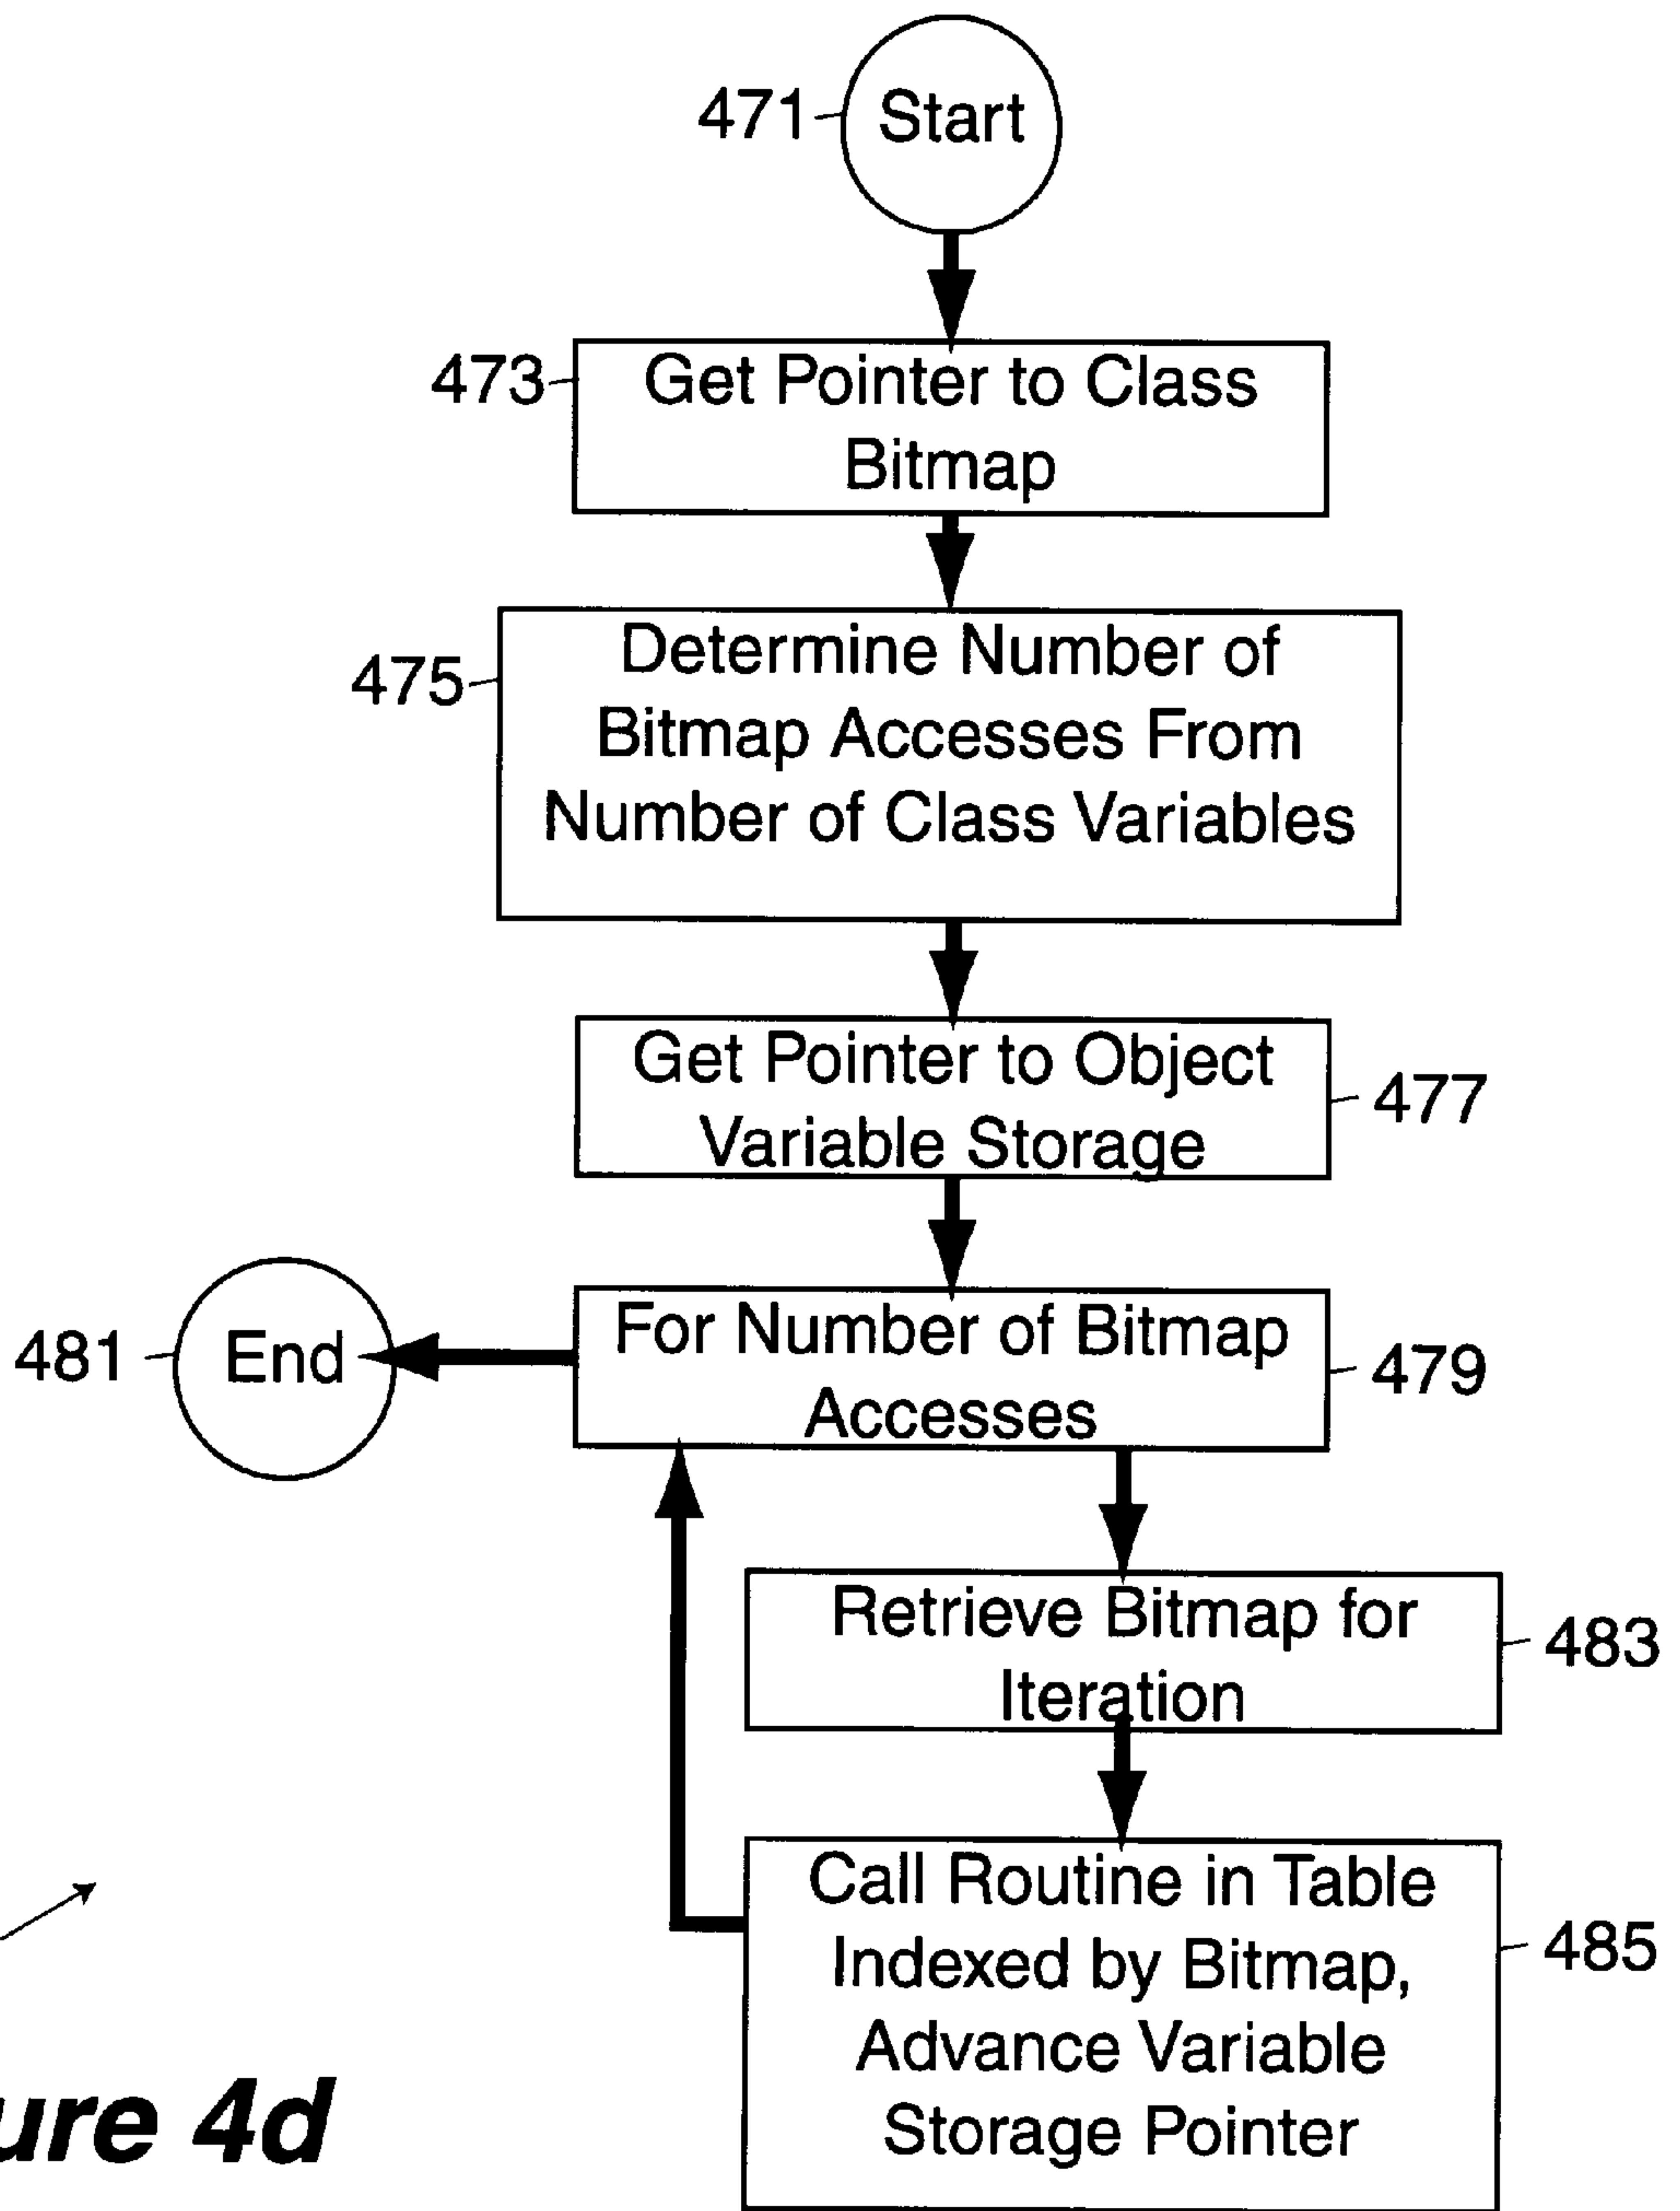 471
Start
473
Get Pointer to Class
Bitmap
475
Determine Number of
Bitmap Accesses From
Number of Class Variables
Get Pointer to Object
Variable Storage
477
481
End
For Number of Bitmap
Accesses
479
Retrieve Bitmap for
Iteration
483
Call Routine in Table
Indexed by Bitmap,
Advance Variable
Storage Pointer
485
ure 4d